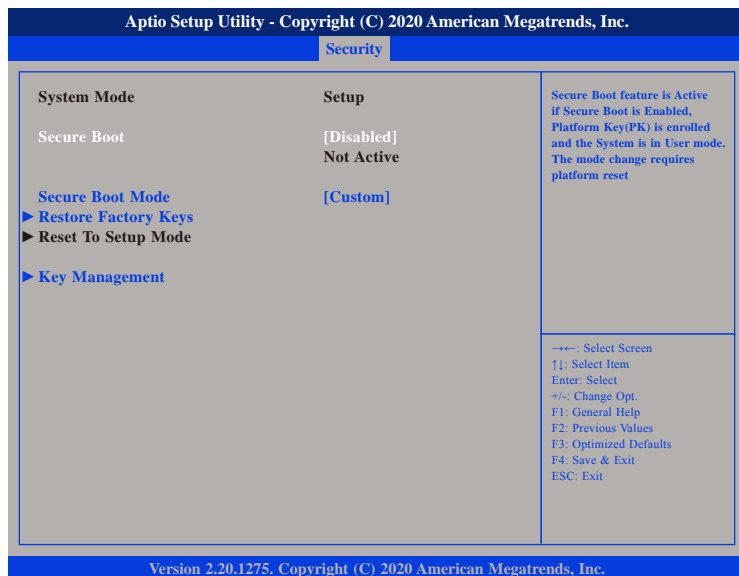 Aptio Setup Utility - Copyright (C) 2020 American Megatrends, Inc.
Security
System Mode Setup
Secure Boot [Disabled]
Not Active
Secure Boot Mode [Custom]
▶ Restore Factory Keys
▶ Reset To Setup Mode
▶ Key Management
Secure Boot feature is Active
if Secure Boot is Enabled,
Platform Key(PK) is enrolled
and the System is in User mode.
The mode change requires
platform reset
→←: Select Screen
↑↓: Select Item
Enter: Select
+/-: Change Opt.
F1: General Help
F2: Previous Values
F3: Optimized Defaults
F4: Save & Exit
ESC: Exit
Version 2.20.1275. Copyright (C) 2020 American Megatrends, Inc.